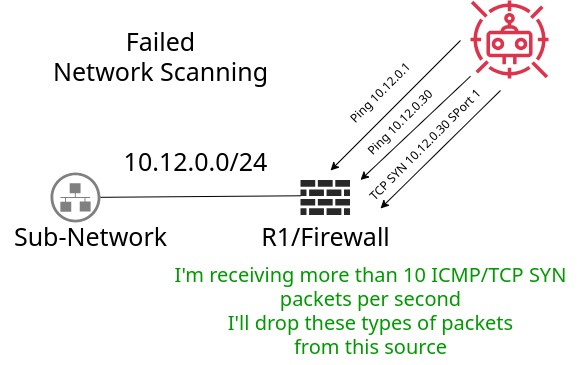 Failed
Network Scanning
Ping 10.12.0.1
Ping 10.12.0.30
TCP SYN 10.12.0.30 SPort 1
10.12.0.0/24
Sub-Network
R1/Firewall
I'm receiving more than 10 ICMP/TCP SYN
packets per second
I'll drop these types of packets
from this source